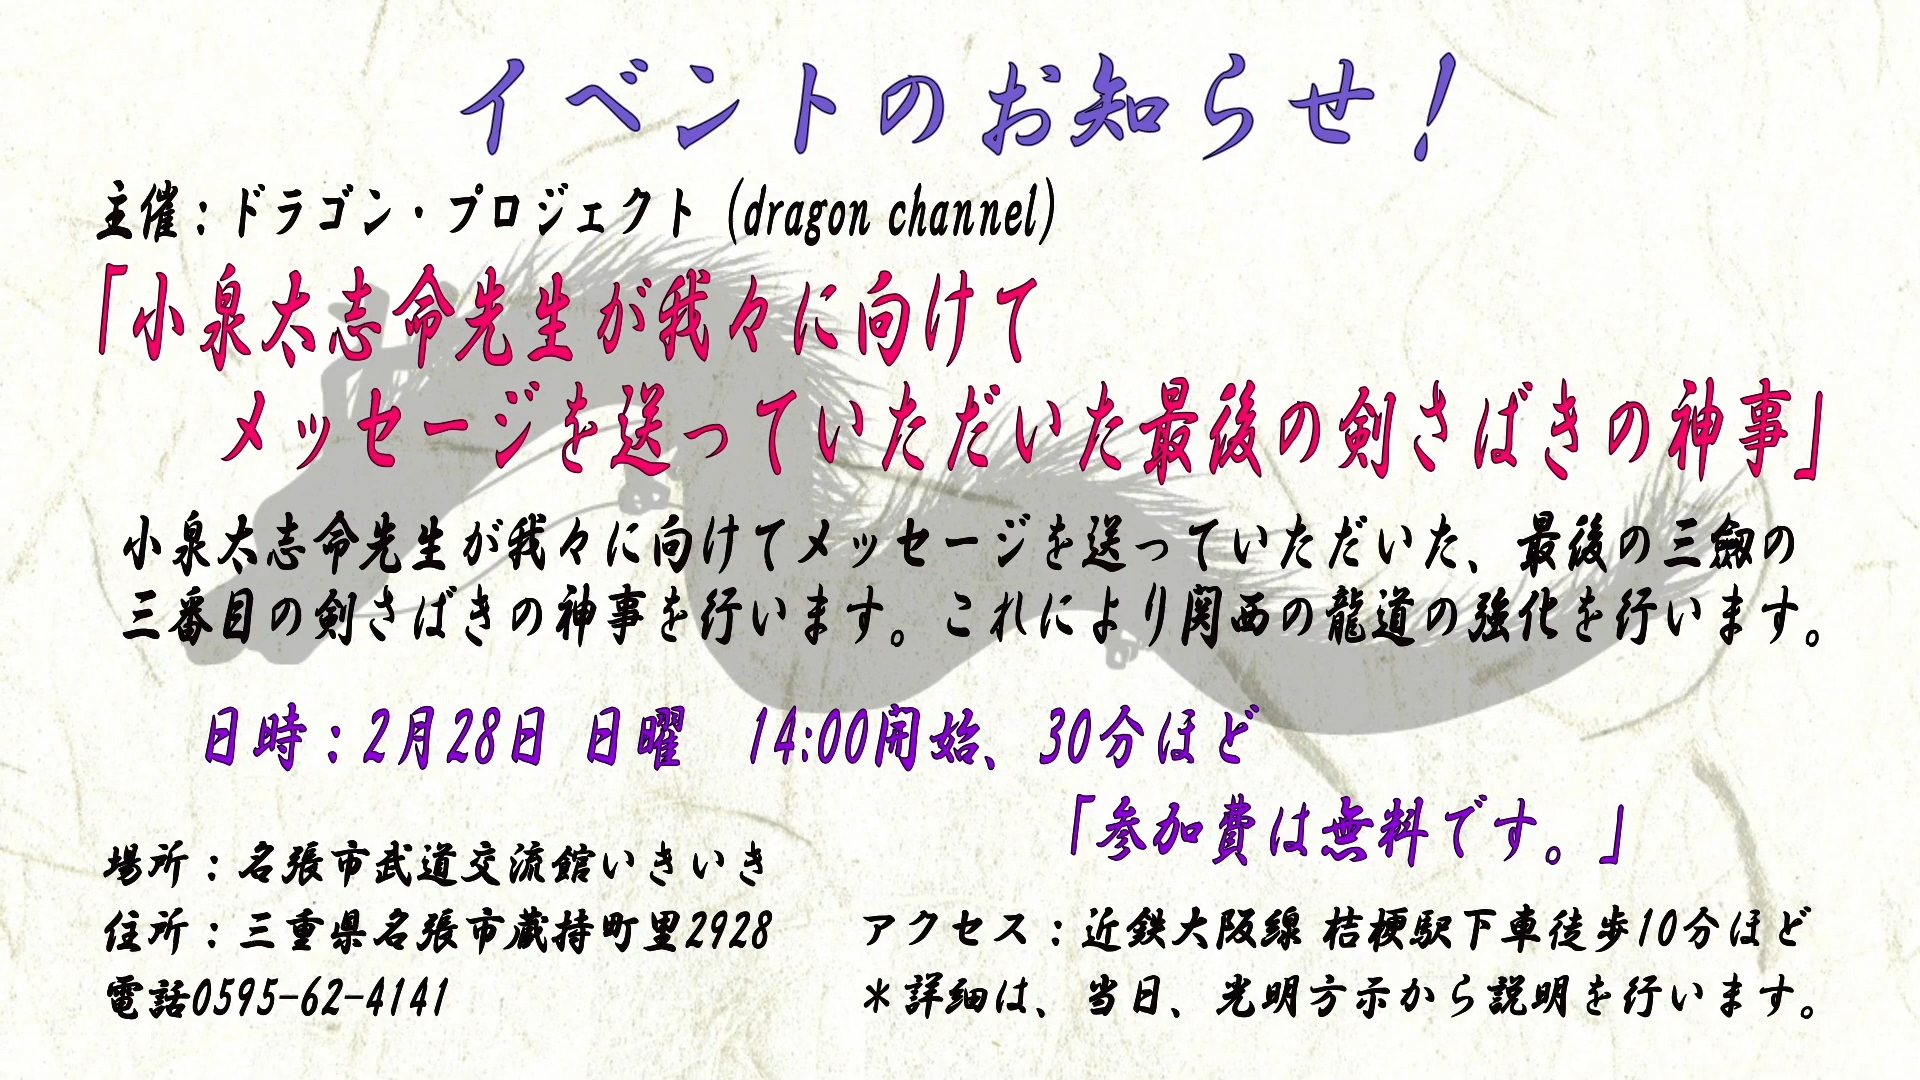 イベントのお知らせ！
主催：ドラゴン・プロジェクト（dragon channel）
「小泉太志命先生が我々に向けて
メッセージを送っていただいた最後の剣さばきの神事」
小泉太志命先生が我々に向けてメッセージを送っていただいた、最後の三劔の
三番目の剣さばきの神事を行います。これにより関西の龍道の強化を行います。
日時：2月28日 日曜　14:00開始、30分ほど
「参加費は無料です。」
場所：名張市武道交流館いきいき
住所：三重県名張市蔵持町里2928
電話0595-62-4141
アクセス：近鉄大阪線 桔梗駅下車徒歩10分ほど
＊詳細は、当日、光明方示から説明を行います。